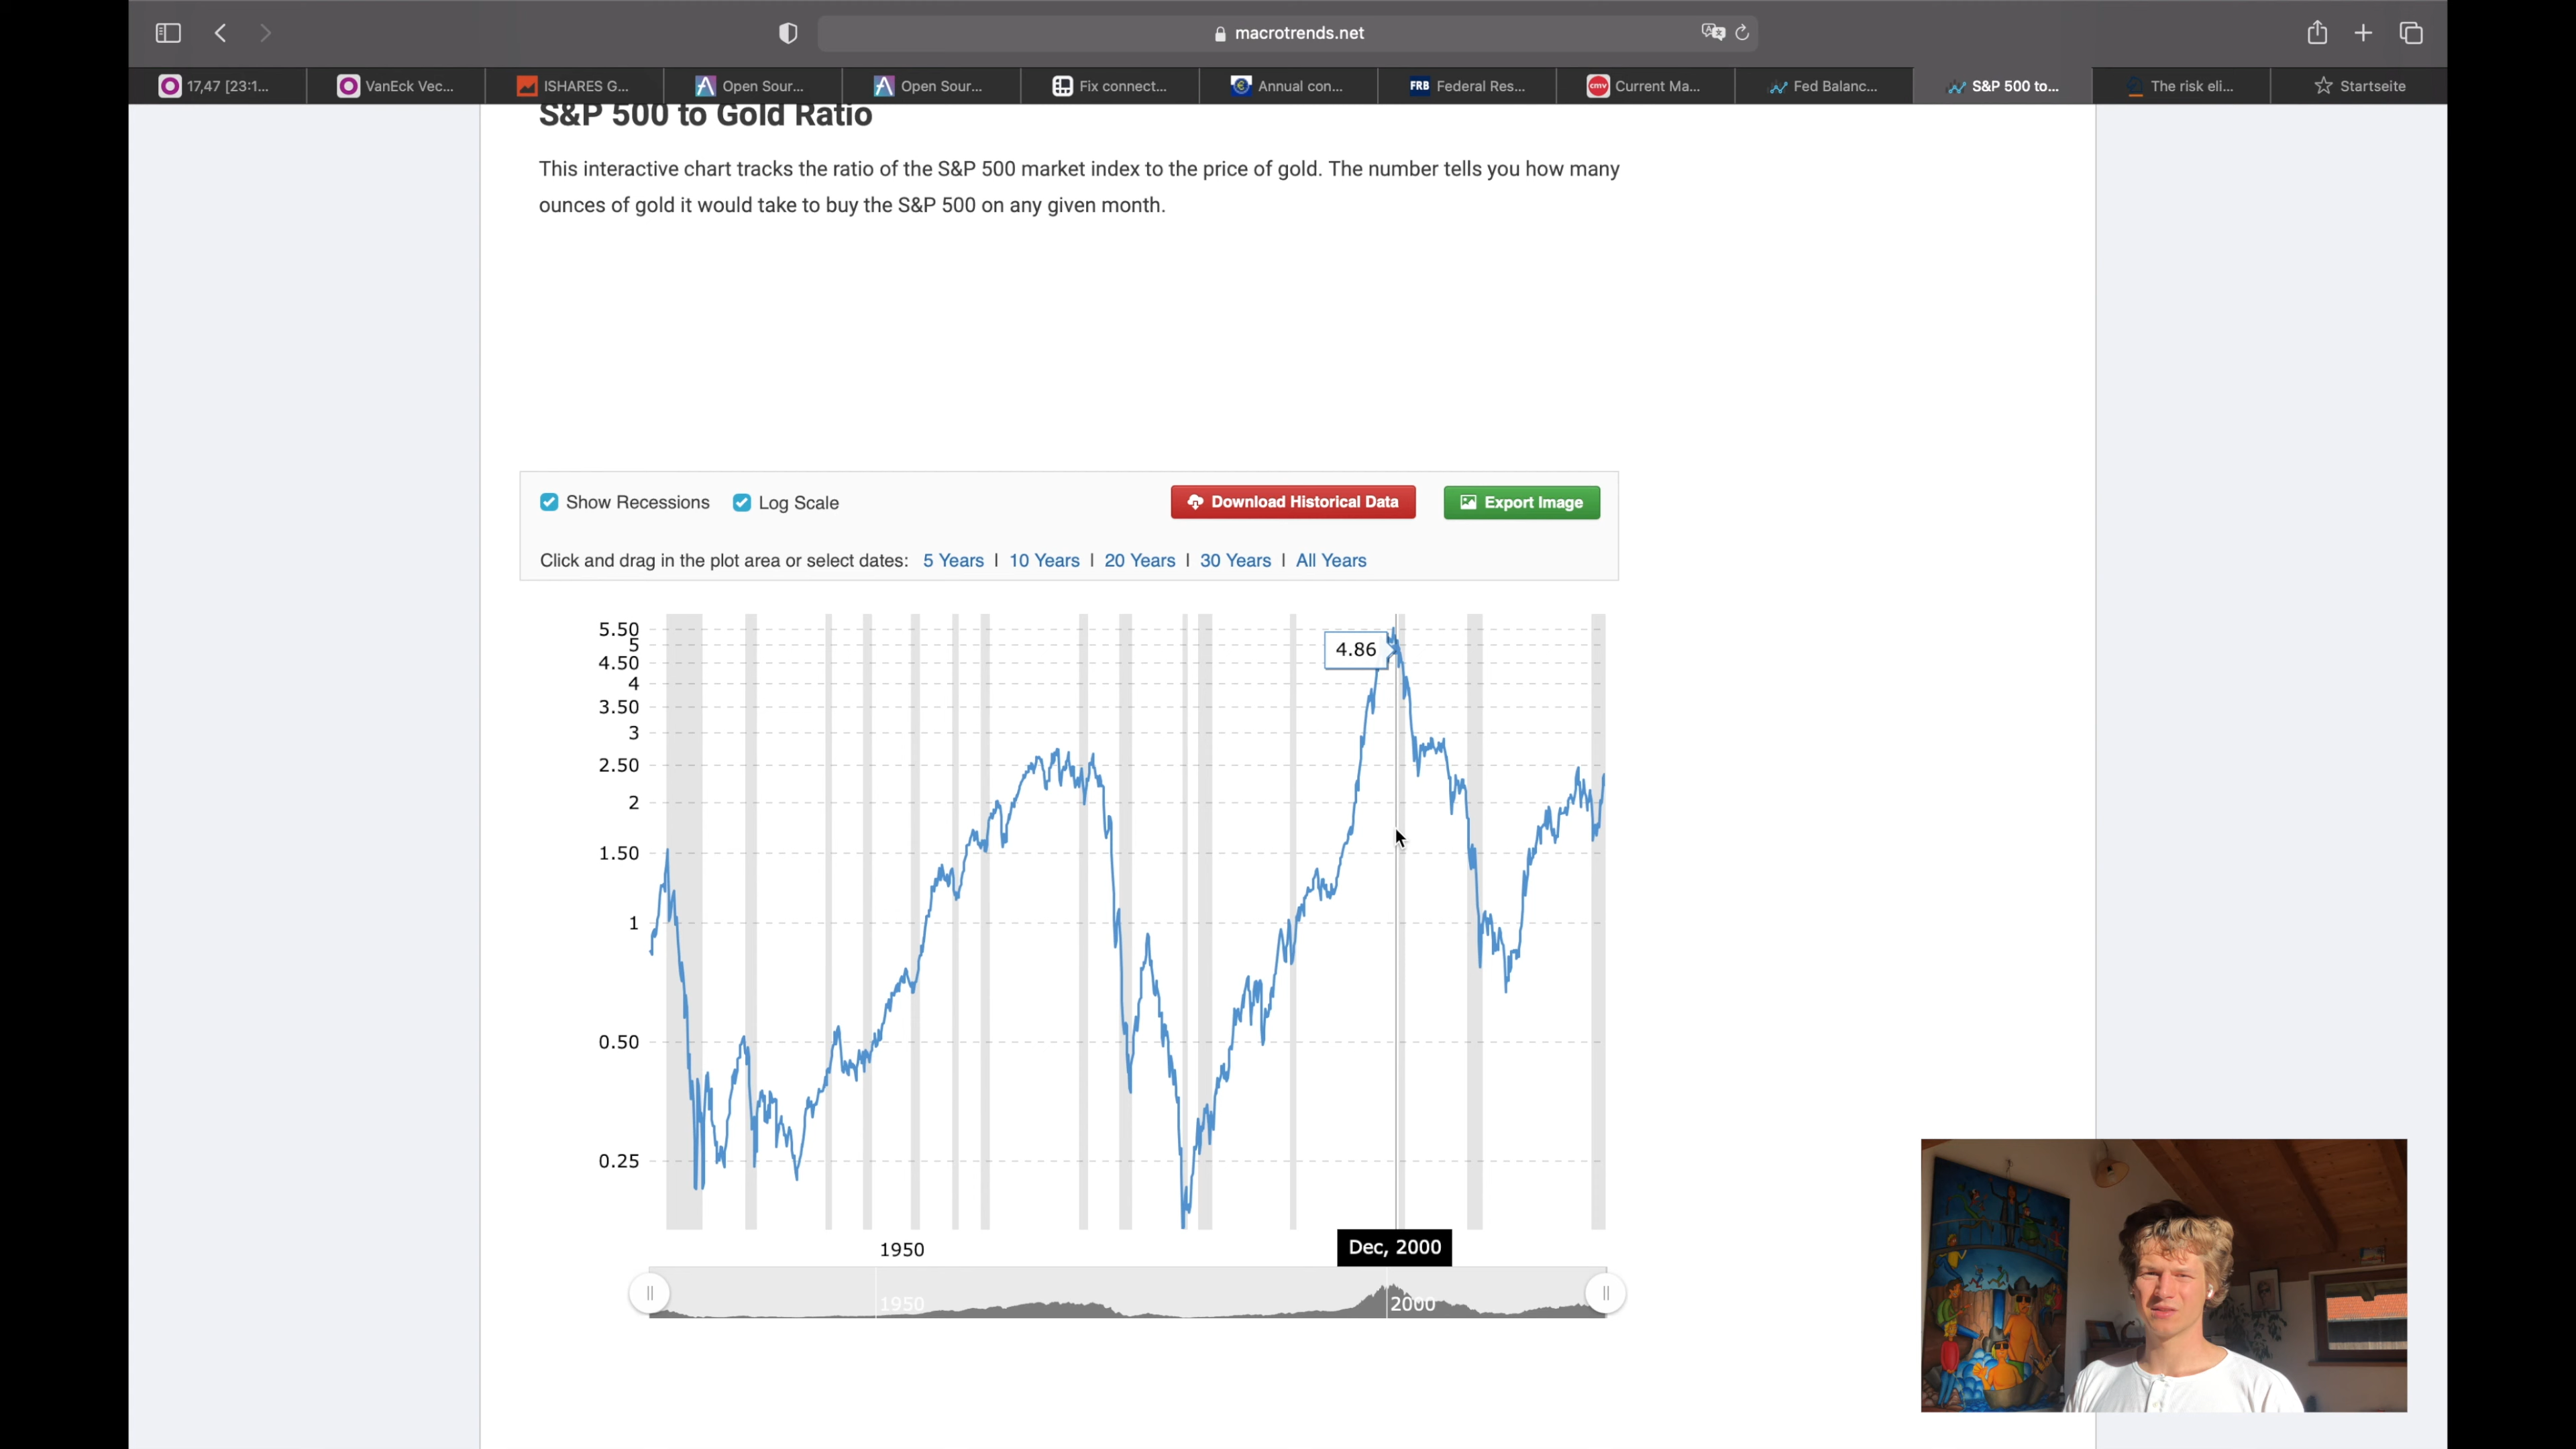 macrotrends.net
17,47 [23:1...
VanEck Vec...
ISHARES G...
Open Sour...
Open Sour...
Fix connect...
€
Annual con...
FRB
Federal Res...
cmv
Current Ma...
Fed Balanc...
S&P 500 to...
The risk eli...
Startseite
S&P 500 to Gold Ratio
This interactive chart tracks the ratio of the S&P 500 market index to the price of gold. The number tells you how many
ounces of gold it would take to buy the S&P 500 on any given month.
Show Recessions
Log Scale
Download Historical Data
Export Image
Click and drag in the plot area or select dates: 5 Years | 10 Years | 20 Years | 30 Years | All Years
5.50
5
4.86
4.50
4
3.50
3
2.50
2
1.50
1
0.50
0.25
1950
Dec, 2000
1950
2000